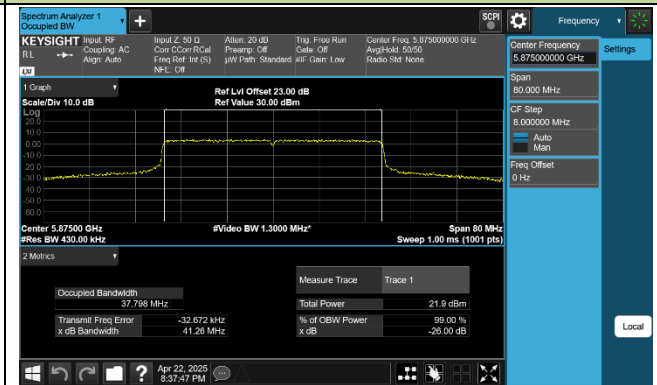 Spectrum Analyzer 1
Occupied BW
SCPI
Frequency
KEYSIGHT
Input: RF
Input Z: 50 Ω
Atten: 20 dB
Trig: Free Run
Center Freq: 5.875000000 GHz
RL
Coupling: AC
Corr CCorr RCal
Preamp: Off
Gate: Off
Avg|Hold: 50/50
Align: Auto
Freq Ref: Int (S)
µW Path: Standard
#IF Gain: Low
Radio Std: None
NFE: Off
LXI
Center Frequency
5.875000000 GHz
Settings
Span
80.000 MHz
CF Step
8.000000 MHz
Auto
Man
Freq Offset
0 Hz
1 Graph
Ref Lvl Offset 23.00 dB
Scale/Div 10.0 dB
Ref Value 30.00 dBm
Log
20.0
10.0
0.00
-10.0
-20.0
-30.0
-40.0
-50.0
-60.0
Center 5.87500 GHz
#Video BW 1.3000 MHz*
Span 80 MHz
#Res BW 430.00 kHz
Sweep 1.00 ms (1001 pts)
2 Metrics
Measure Trace
Trace 1
Occupied Bandwidth
37.798 MHz
Total Power
21.9 dBm
Transmit Freq Error
-32.672 kHz
% of OBW Power
99.00 %
x dB Bandwidth
41.26 MHz
x dB
-26.00 dB
Local
Apr 22, 2025
8:37:47 PM